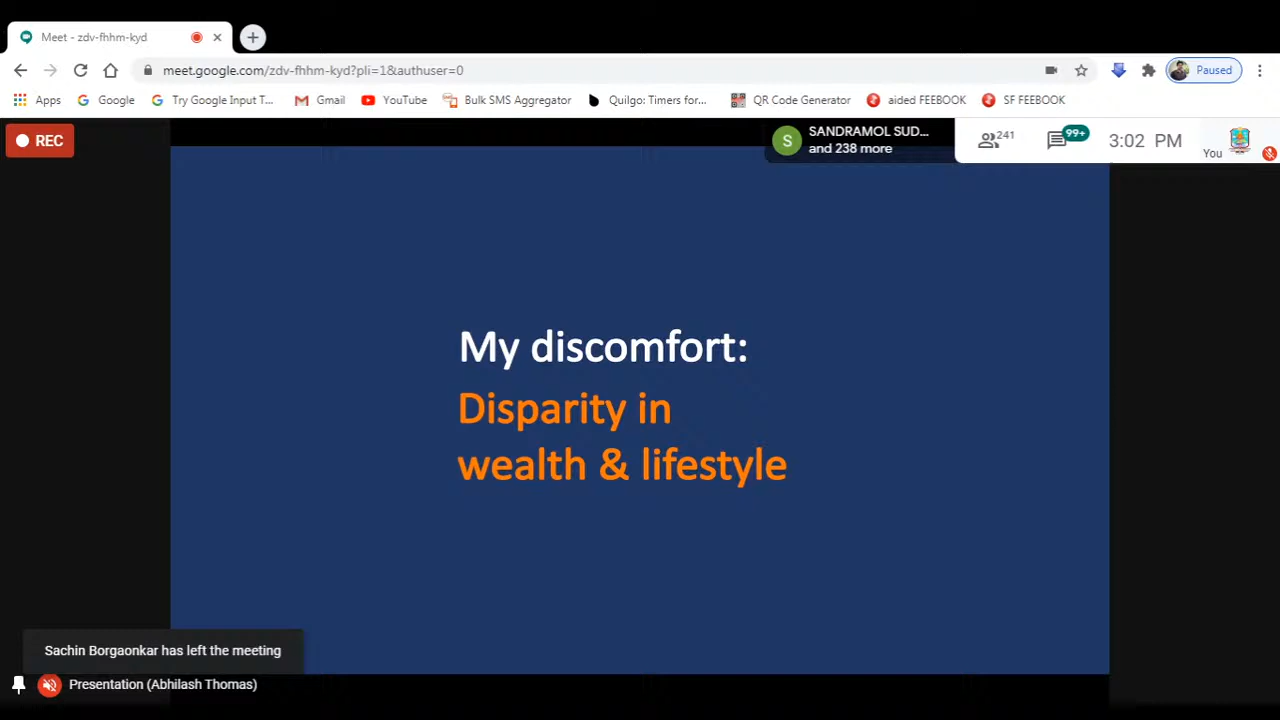 Meet - zdv-fhhm-kyd
meet.google.com/zdv-fhhm-kyd?pli=1&authuser=0
Paused
Apps
Google
Try Google Input T...
Gmail
YouTube
Bulk SMS Aggregator
Quilgo: Timers for...
QR Code Generator
aided FEEBOOK
SF FEEBOOK
REC
S
SANDRAMOL SUD...
and 238 more
241
99+
3:02 PM
You
My discomfort:
Disparity in
wealth & lifestyle
Sachin Borgaonkar has left the meeting
Presentation (Abhilash Thomas)